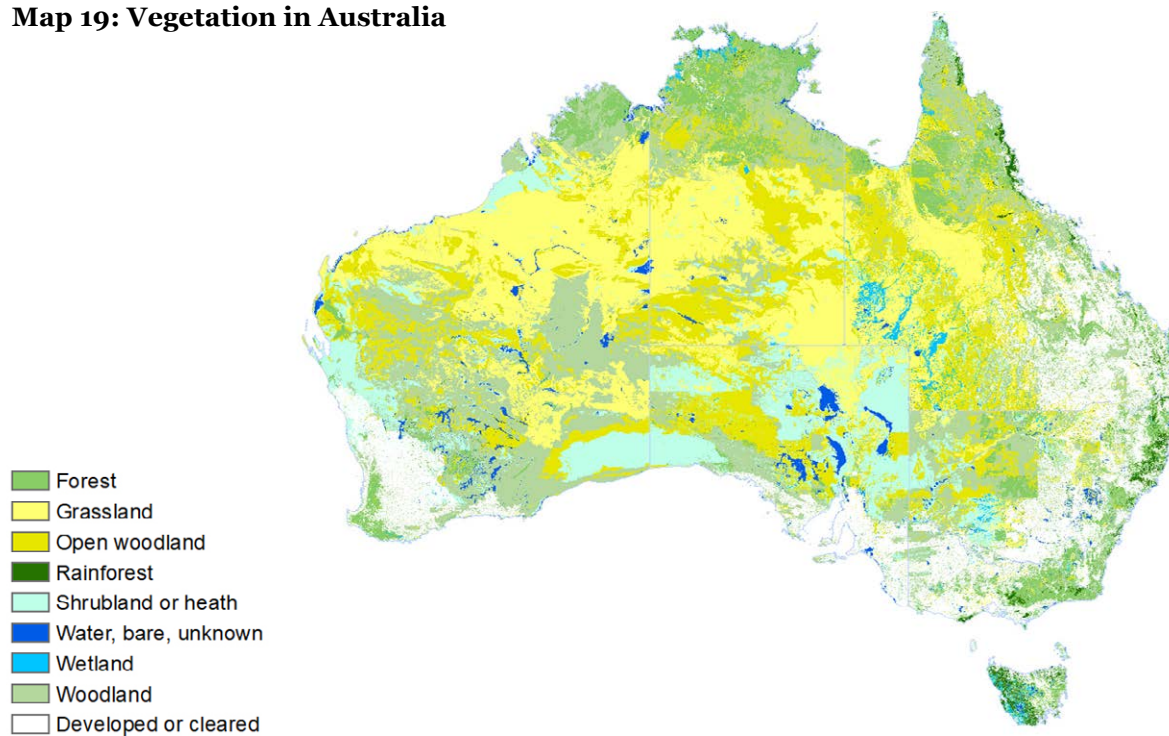 Map 19: Vegetation in Australia
Forest
Grassland
Open woodland
Rainforest
Shrubland or heath
Water, bare, unknown
Wetland
Woodland
Developed or cleared